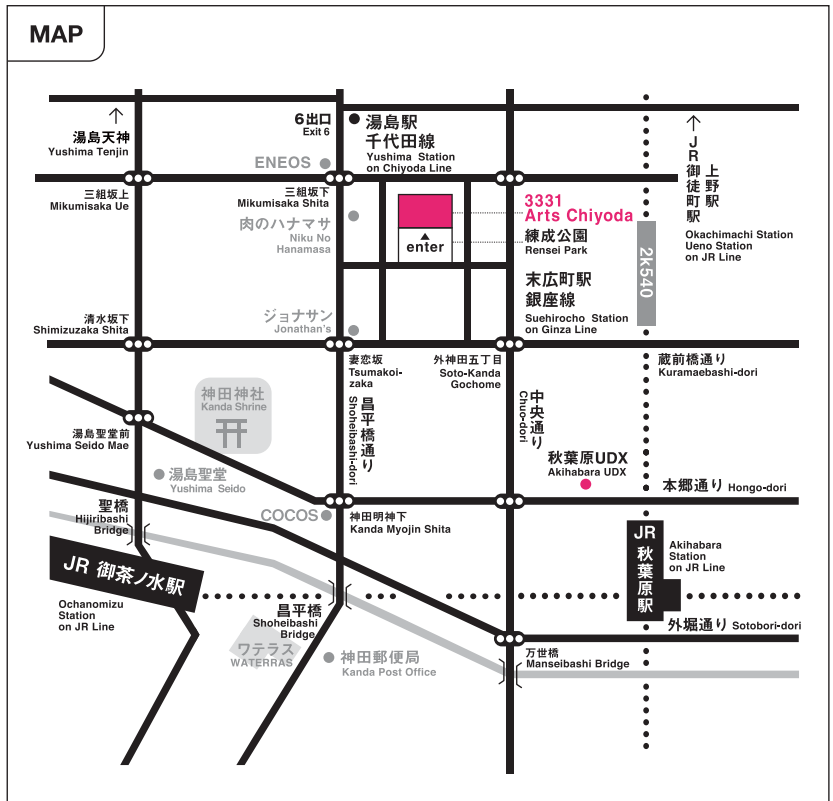 MAP
湯島天神
Yushima Tenjin
6出口
Exit 6
湯島駅
千代田線
Yushima Station
on Chiyoda Line
ENEOS
JR御徒町駅
上野駅
Okachimachi Station
Ueno Station
on JR Line
三組坂上
Mikumisaka Ue
三組坂下
Mikumisaka Shita
肉のハナマサ
Niku No
Hanamasa
enter
3331
Arts Chiyoda
練成公園
Rensei Park
末広町駅
銀座線
Suehirocho Station
on Ginza Line
2k540
清水坂下
Shimizuzaka Shita
ジョナサン
Jonathan's
妻恋坂
Tsumakoi-
zaka
外神田五丁目
Soto-Kanda
Gochome
蔵前橋通り
Kuramaebashi-dori
神田神社
Kanda Shrine
昌平橋通り
Shoheibashi-dori
中央通り
Chuo-dori
湯島聖堂前
Yushima Seido Mae
湯島聖堂
Yushima Seido
秋葉原UDX
Akihabara UDX
本郷通り Hongo-dori
聖橋
Hijiribashi
Bridge
COCOS
神田明神下
Kanda Myojin Shita
JR 御茶ノ水駅
Ochanomizu
Station
on JR Line
JR
秋葉原駅
Akihabara
Station
on JR Line
昌平橋
Shoheibashi
Bridge
外堀通り Sotobori-dori
ワテラス
WATERRAS
神田郵便局
Kanda Post Office
万世橋
Manseibashi Bridge